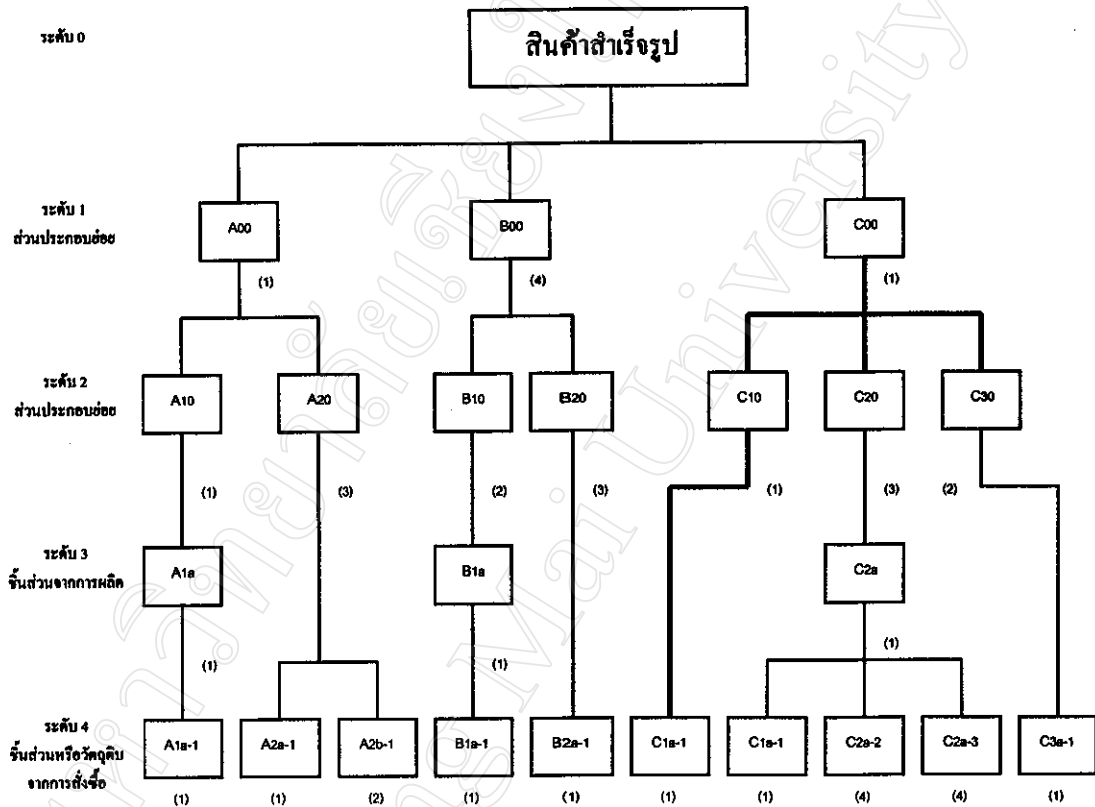 ระดับ 0
สินค้าสำเร็จรูป
ระดับ 1
ส่วนประกอบย่อย
A00
B00
C00
(1)
(4)
(1)
ระดับ 2
ส่วนประกอบย่อย
A10
A20
B10
B20
C10
C20
C30
(1)
(3)
(2)
(3)
(1)
(3)
(2)
ระดับ 3
ชิ้นส่วนจากการผลิต
A1a
B1a
C2a
(1)
(1)
(1)
ระดับ 4
ชิ้นส่วนหรือวัตถุดิบ
จากการสั่งซื้อ
A1a-1
A2a-1
A2b-1
B1a-1
B2a-1
C1a-1
C1a-1
C2a-2
C2a-3
C3a-1
(1)
(1)
(2)
(1)
(1)
(1)
(1)
(4)
(4)
(1)
Mai University